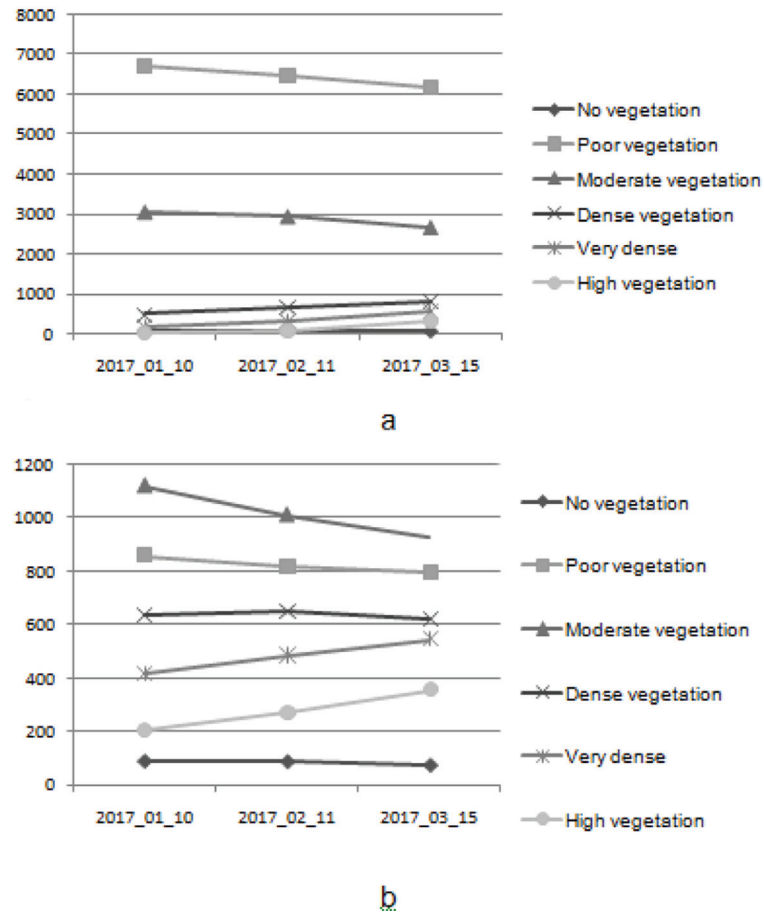 8000
7000
6000
5000
4000
3000
2000
1000
0
2017_01_10 2017_02_11 2017_03_15
No vegetation
Poor vegetation
Moderate vegetation
Dense vegetation
Very dense
High vegetation
a
1200
1000
800
600
400
200
0
2017_01_10 2017_02_11 2017_03_15
No vegetation
Poor vegetation
Moderate vegetation
Dense vegetation
Very dense
High vegetation
b